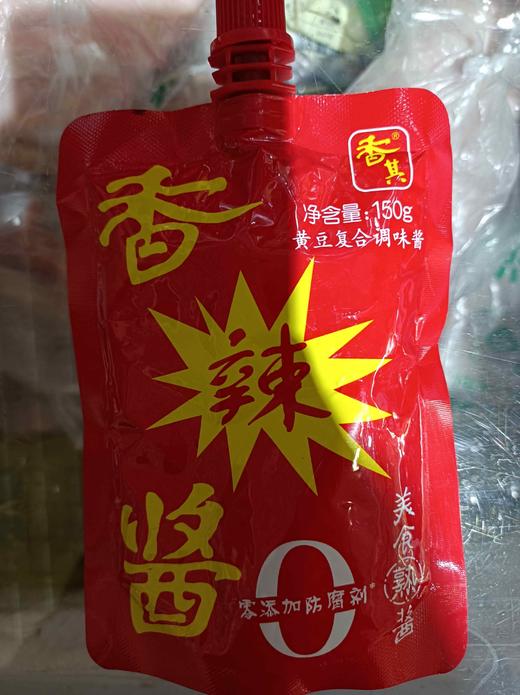 香其®
净含量:150g
黄豆复合调味酱
香
辣
酱
美食熟酱
0
零添加防腐剂*